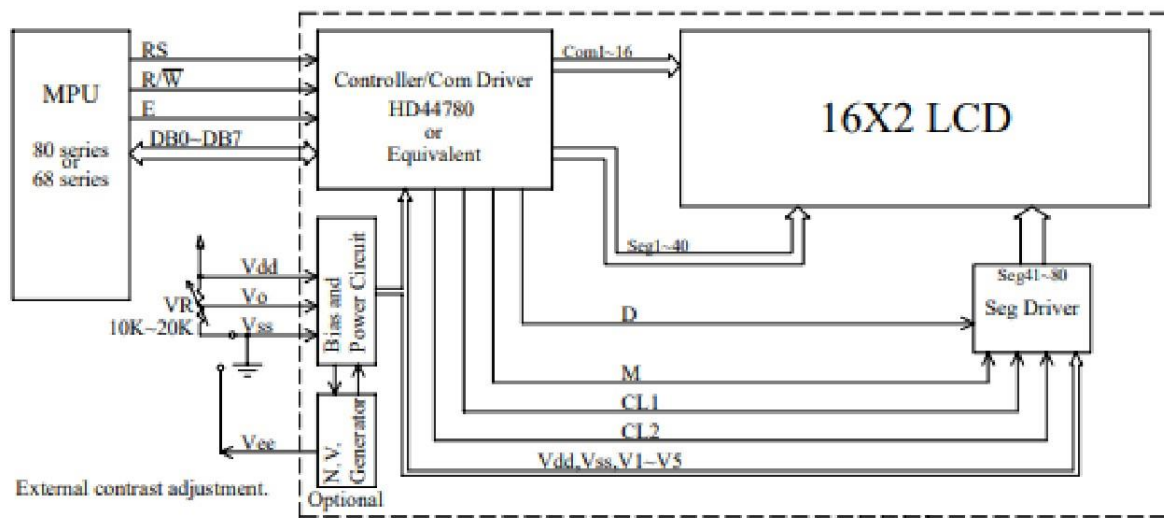 MPU
80 series
or
68 series
RS
R/W̅
E
DB0~DB7
Controller/Com Driver
HD44780
or
Equivalent
Com1~16
16X2 LCD
Seg1~40
Seg41~80
Seg Driver
Vdd
Vo
VR
10K~20K
Vss
Bias and
Power Circuit
D
M
CL1
CL2
Vdd,Vss,V1~V5
N.V.
Generator
Vee
Optional
External contrast adjustment.